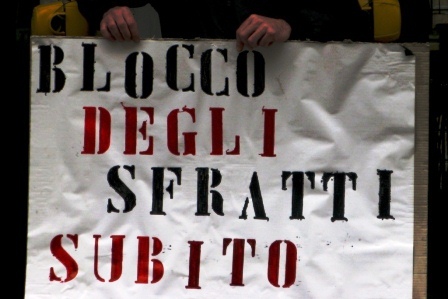 BLOCCO
DEGLI
SFRATTI
SUBITO